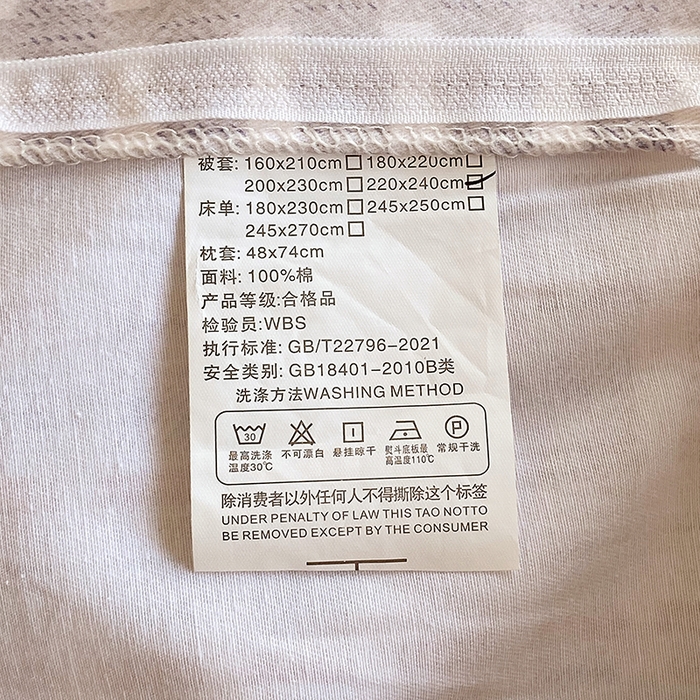 被套: 160x210cm□ 180x220cm□
200x230cm□ 220x240cm☑
床单: 180x230cm□ 245x250cm□
245x270cm□
枕套: 48x74cm
面料: 100%棉
产品等级:合格品
检验员:WBS
执行标准: GB/T22796-2021
安全类别: GB18401-2010B类
洗涤方法WASHING METHOD
30
P
最高洗涤 不可漂白 悬挂晾干 熨斗底板最 常规干洗
温度30℃ 高温度110℃
除消费者以外任何人不得撕除这个标签
UNDER PENALTY OF LAW THIS TAO NOTTO
BE REMOVED EXCEPT BY THE CONSUMER